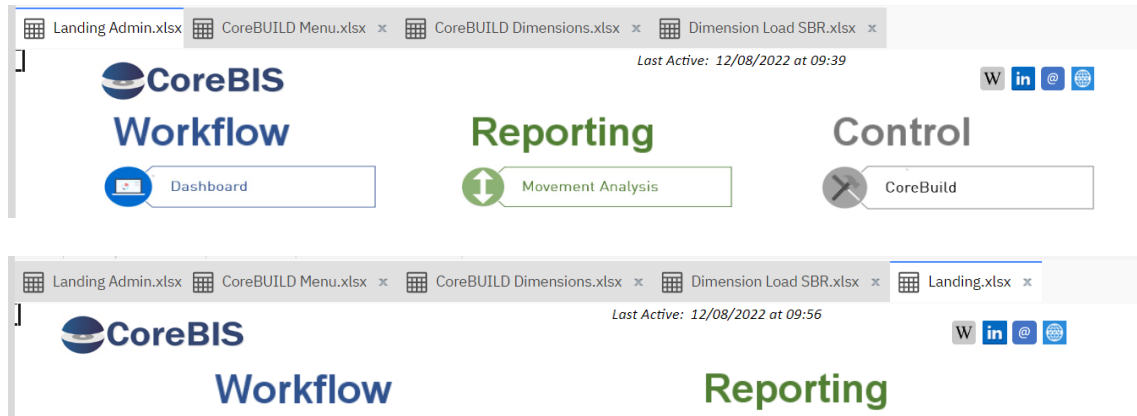 Landing Admin.xlsx CoreBUILD Menu.xlsx x CoreBUILD Dimensions.xlsx x Dimension Load SBR.xlsx x
Last Active: 12/08/2022 at 09:39
CoreBIS
W in @
Workflow Reporting Control
Dashboard Movement Analysis CoreBuild
Landing Admin.xlsx CoreBUILD Menu.xlsx x CoreBUILD Dimensions.xlsx x Dimension Load SBR.xlsx x Landing.xlsx x
Last Active: 12/08/2022 at 09:56
CoreBIS
W in @
Workflow Reporting